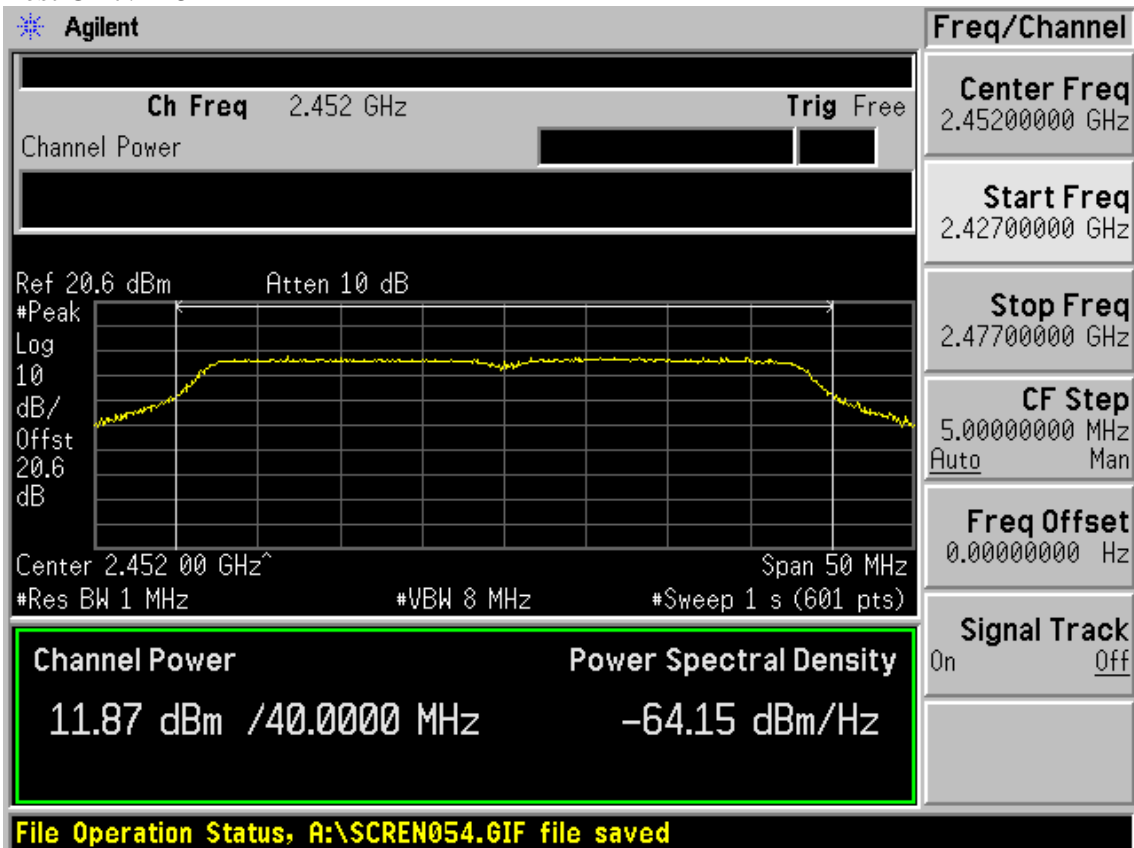 Agilent
Freq/Channel
Ch Freq 2.452 GHz Trig Free
Channel Power
Center Freq
2.45200000 GHz
Start Freq
2.42700000 GHz
Stop Freq
2.47700000 GHz
CF Step
5.00000000 MHz
Auto Man
Freq Offset
0.00000000 Hz
Signal Track
On Off
Ref 20.6 dBm Atten 10 dB
#Peak
Log
10
dB/
Offst
20.6
dB
Center 2.452 00 GHz^ Span 50 MHz
#Res BW 1 MHz #VBW 8 MHz #Sweep 1 s (601 pts)
Channel Power Power Spectral Density
11.87 dBm /40.0000 MHz -64.15 dBm/Hz
File Operation Status, A:\SCREN054.GIF file saved